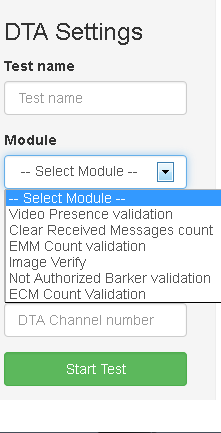 DTA Settings
Test name
Test name
Module
-- Select Module --
-- Select Module --
Video Presence validation
Clear Received Messages count
EMM Count validation
Image Verify
Not Authorized Barker validation
ECM Count Validation
DTA Channel number
Start Test